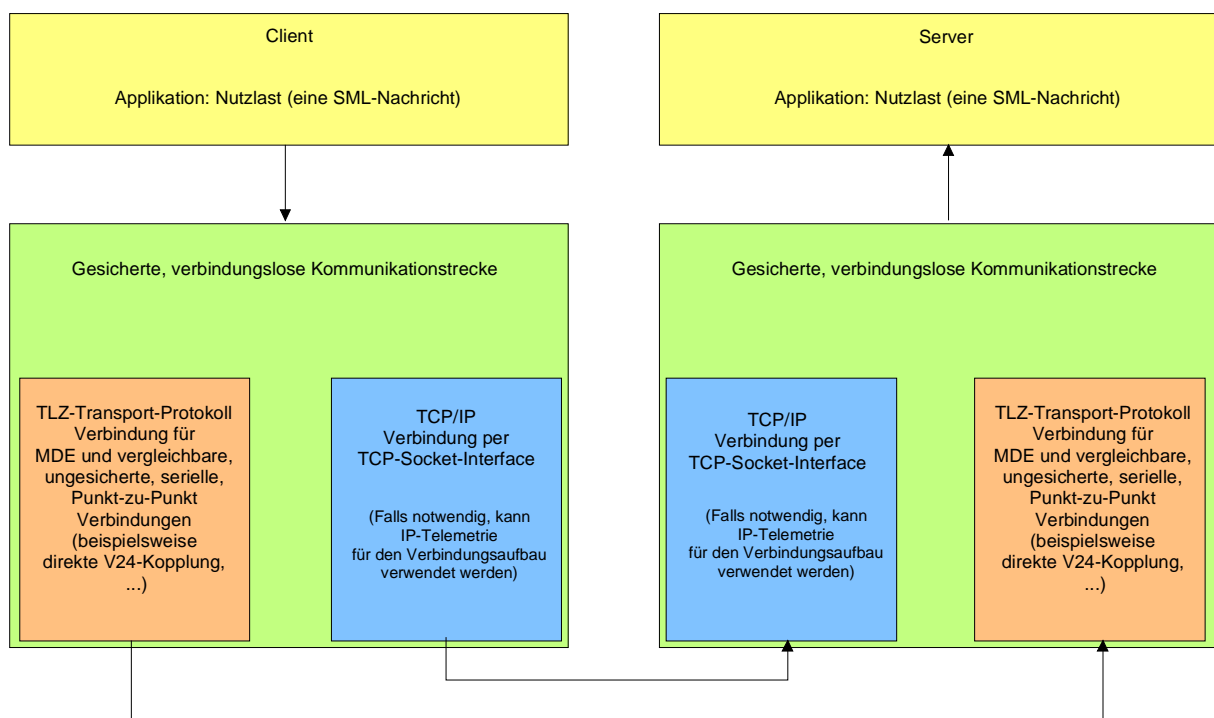 Client
Applikation: Nutzlast (eine SML-Nachricht)
Server
Applikation: Nutzlast (eine SML-Nachricht)
Gesicherte, verbindungslose Kommunikationstrecke
TLZ-Transport-Protokoll
Verbindung für
MDE und vergleichbare,
ungesicherte, serielle,
Punkt-zu-Punkt
Verbindungen
(beispielsweise
direkte V24-Kopplung,
...)
TCP/IP
Verbindung per
TCP-Socket-Interface
(Falls notwendig, kann
IP-Telemetrie
für den Verbindungsaufbau
verwendet werden)
Gesicherte, verbindungslose Kommunikationstrecke
TCP/IP
Verbindung per
TCP-Socket-Interface
(Falls notwendig, kann
IP-Telemetrie
für den Verbindungsaufbau
verwendet werden)
TLZ-Transport-Protokoll
Verbindung für
MDE und vergleichbare,
ungesicherte, serielle,
Punkt-zu-Punkt
Verbindungen
(beispielsweise
direkte V24-Kopplung,
...)